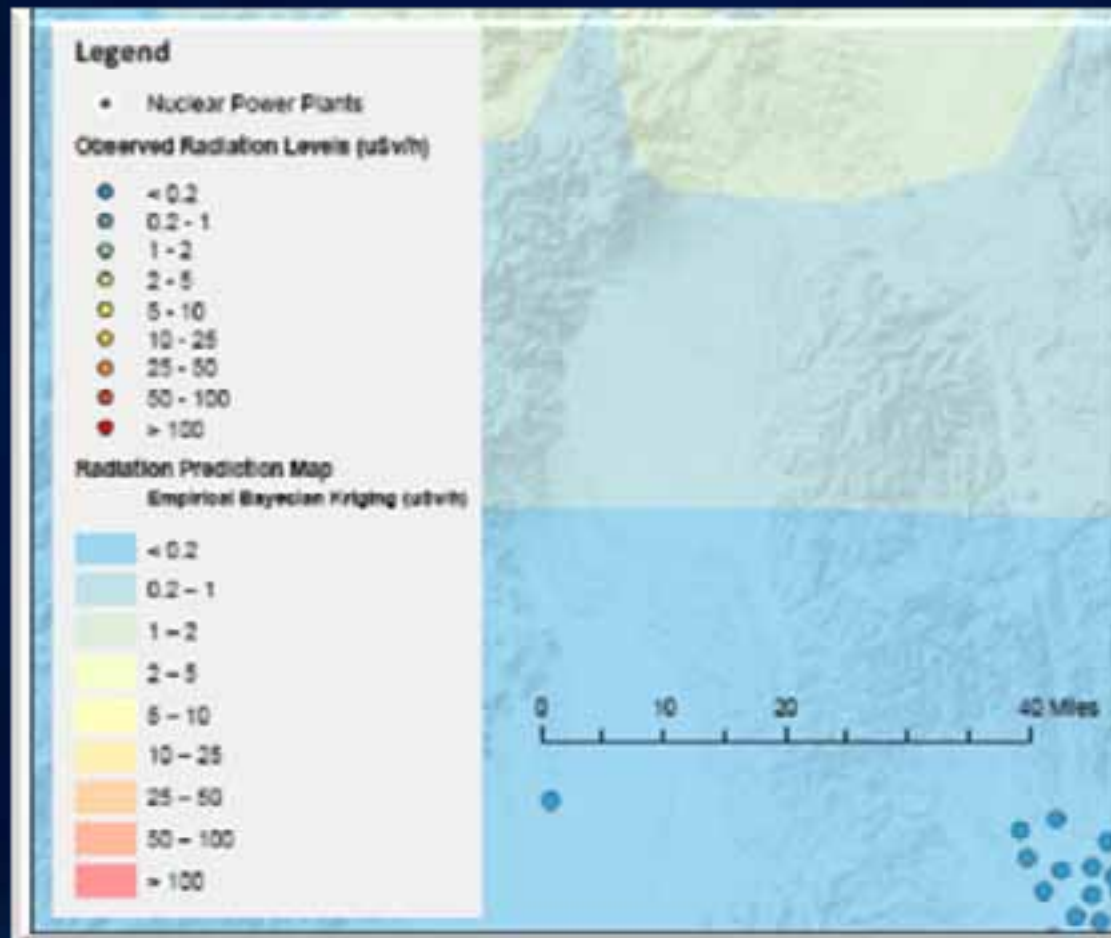 Legend
Nuclear Power Plants
Observed Radiation Levels (uSv/h)
< 0.2
0.2 - 1
1 - 2
2 - 5
5 - 10
10 - 25
25 - 50
50 - 100
> 100
Radiation Prediction Map
Empirical Bayesian Kriging (uSv/h)
< 0.2
0.2 – 1
1 – 2
2 – 5
5 – 10
10 – 25
25 – 50
50 – 100
> 100
0 10 20 40 Miles